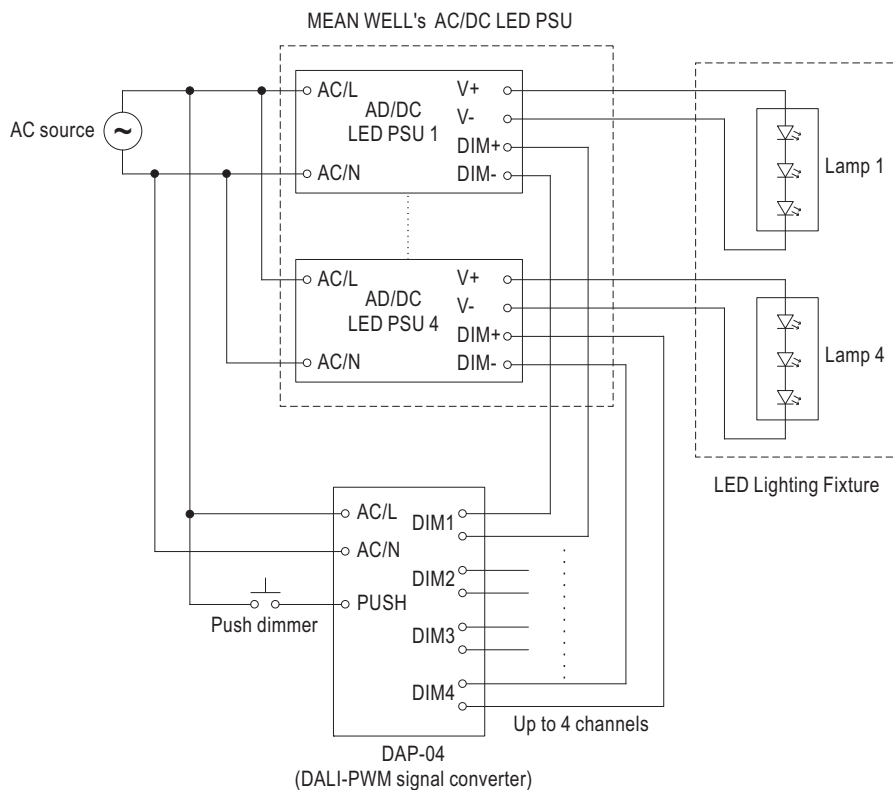 MEAN WELL's AC/DC LED PSU
AC source
~
AC/L
AD/DC
LED PSU 1
AC/N
V+
V-
DIM+
DIM-
Lamp 1
AC/L
AD/DC
LED PSU 4
AC/N
V+
V-
DIM+
DIM-
Lamp 4
LED Lighting Fixture
AC/L
AC/N
PUSH
DIM1
DIM2
DIM3
DIM4
Push dimmer
Up to 4 channels
DAP-04
(DALI-PWM signal converter)